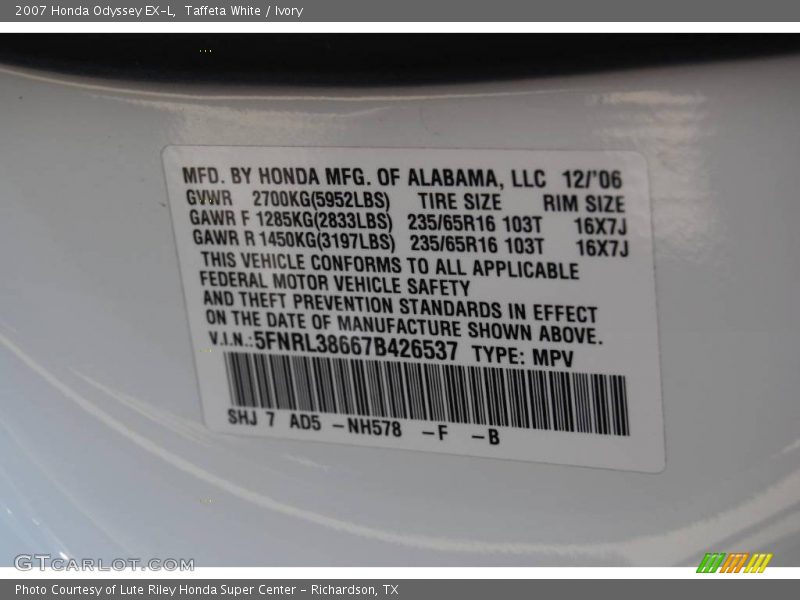 2007 Honda Odyssey EX-L, Taffeta White / Ivory
MFD. BY HONDA MFG. OF ALABAMA, LLC 12/'06
GVWR 2700KG(5952LBS) TIRE SIZE RIM SIZE
GAWR F 1285KG(2833LBS) 235/65R16 103T 16X7J
GAWR R 1450KG(3197LBS) 235/65R16 103T 16X7J
THIS VEHICLE CONFORMS TO ALL APPLICABLE
FEDERAL MOTOR VEHICLE SAFETY
AND THEFT PREVENTION STANDARDS IN EFFECT
ON THE DATE OF MANUFACTURE SHOWN ABOVE.
V.I.N.:5FNRL38667B426537 TYPE: MPV
SHJ 7 AD5 -NH578 -F -B
GTCARLOT.COM
Photo Courtesy of Lute Riley Honda Super Center - Richardson, TX